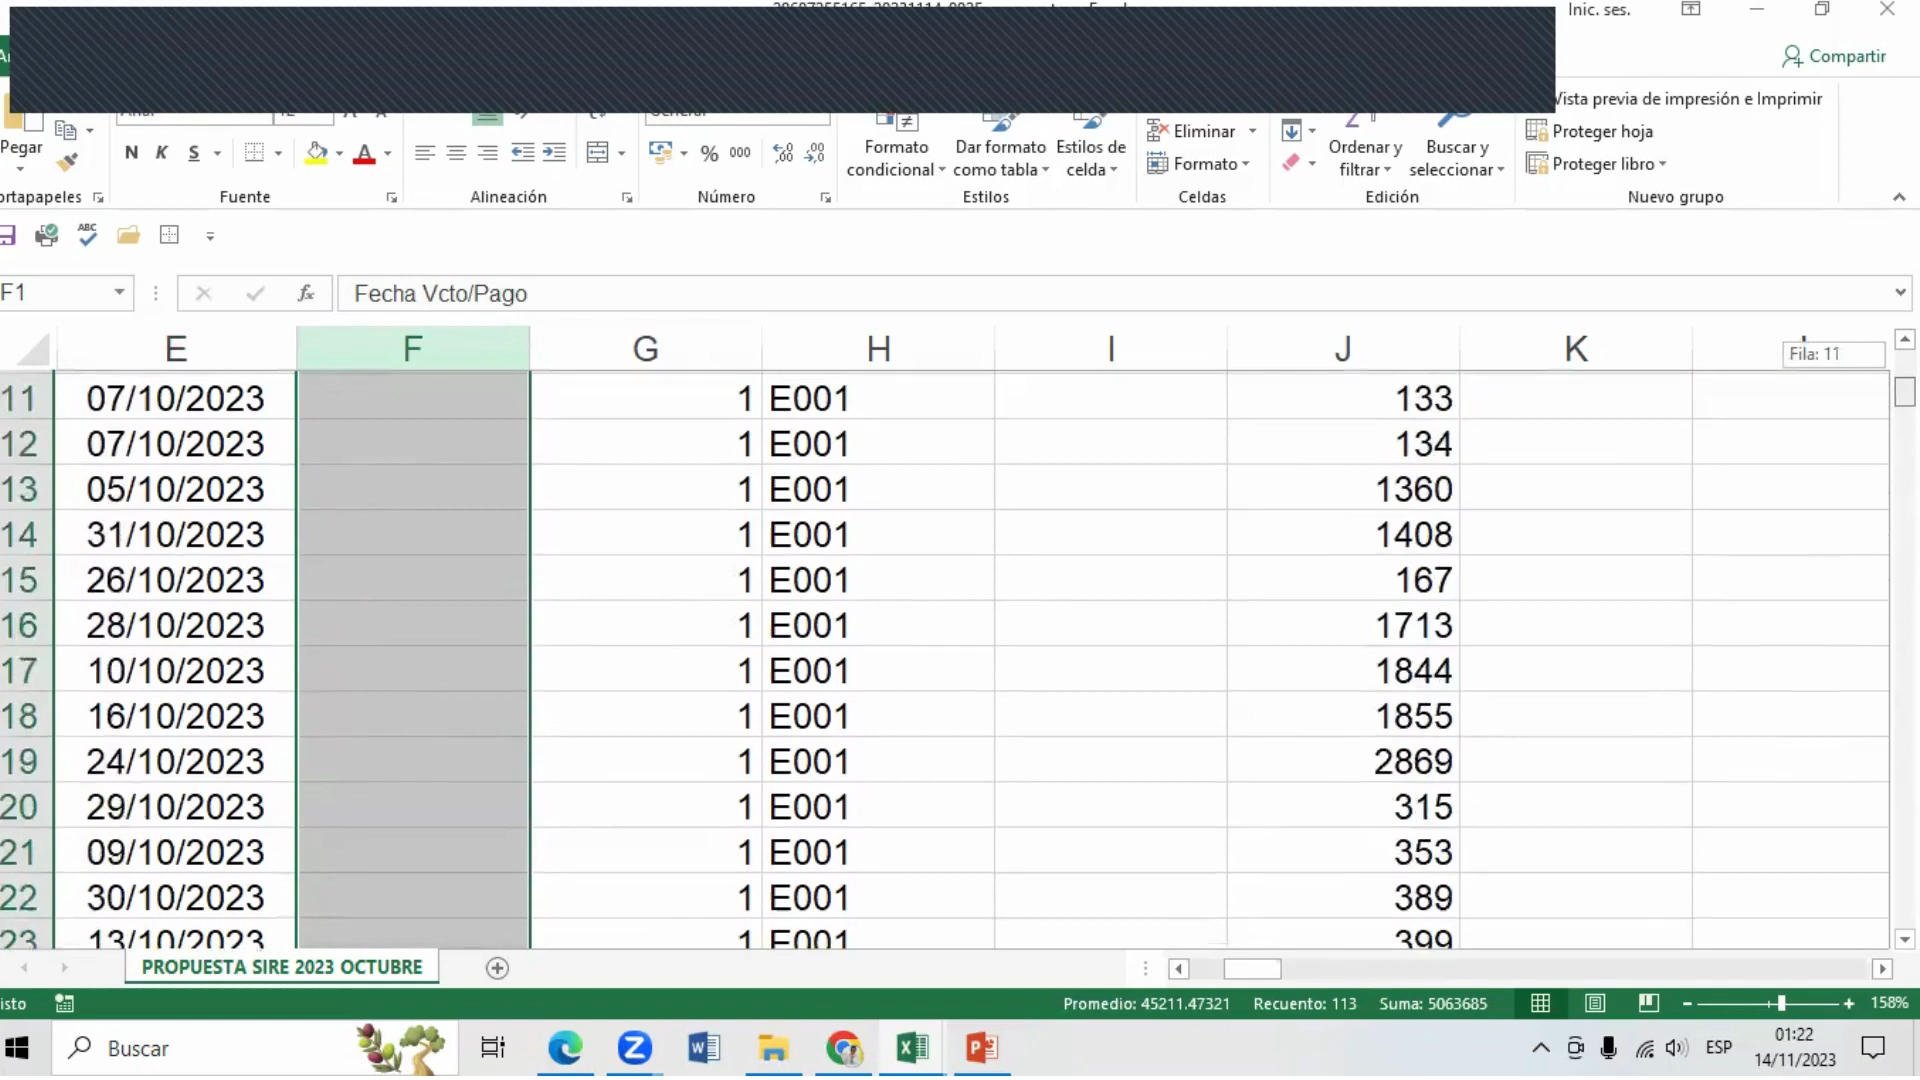 Inic. ses.
Compartir
Vista previa de impresión e Imprimir
Pegar
N K S
% 000
Formato condicional
Dar formato como tabla
Estilos de celda
Eliminar
Formato
Ordenar y filtrar
Buscar y seleccionar
Proteger hoja
Proteger libro
ortapapeles
Fuente
Alineación
Número
Estilos
Celdas
Edición
Nuevo grupo
ABC
F1
fx
Fecha Vcto/Pago
E F G H I J K
Fila: 11
11 07/10/2023 1 E001 133
12 07/10/2023 1 E001 134
13 05/10/2023 1 E001 1360
14 31/10/2023 1 E001 1408
15 26/10/2023 1 E001 167
16 28/10/2023 1 E001 1713
17 10/10/2023 1 E001 1844
18 16/10/2023 1 E001 1855
19 24/10/2023 1 E001 2869
20 29/10/2023 1 E001 315
21 09/10/2023 1 E001 353
22 30/10/2023 1 E001 389
23 13/10/2023 1 E001 399
PROPUESTA SIRE 2023 OCTUBRE
isto
Promedio: 45211.47321 Recuento: 113 Suma: 5063685
158%
Buscar
ESP
01:22
14/11/2023